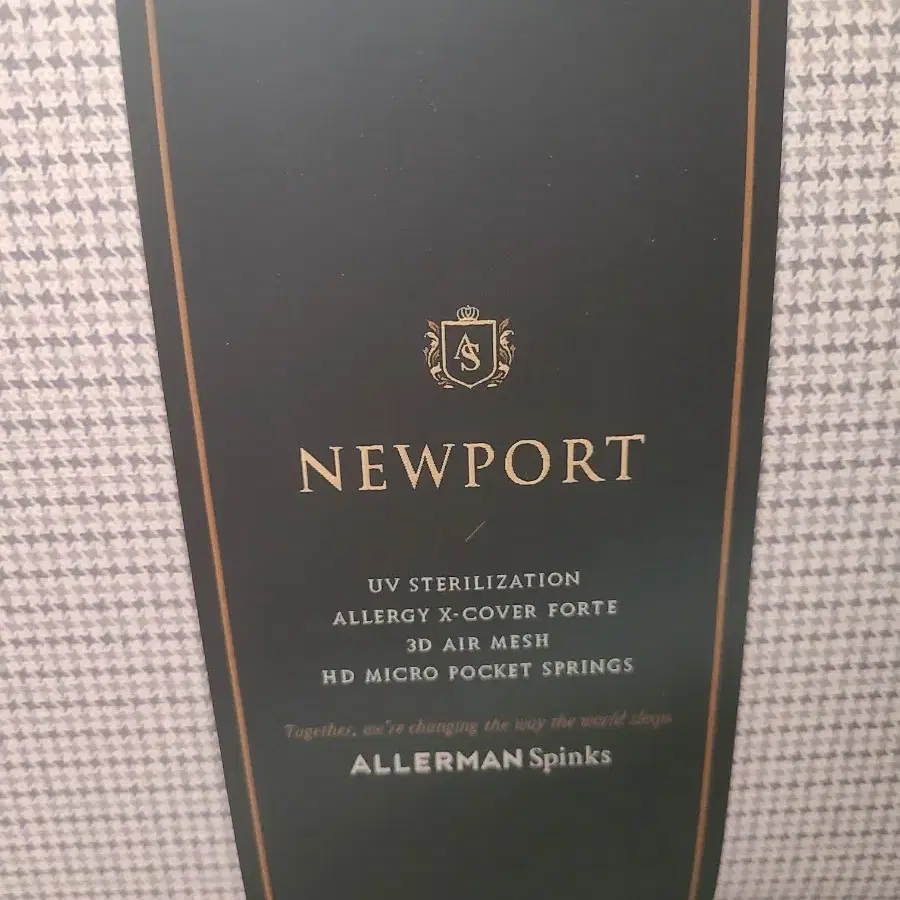 AS
NEWPORT
UV STERILIZATION
ALLERGY X-COVER FORTE
3D AIR MESH
HD MICRO POCKET SPRINGS
Together, we're changing the way the world sleeps
ALLERMAN Spinks